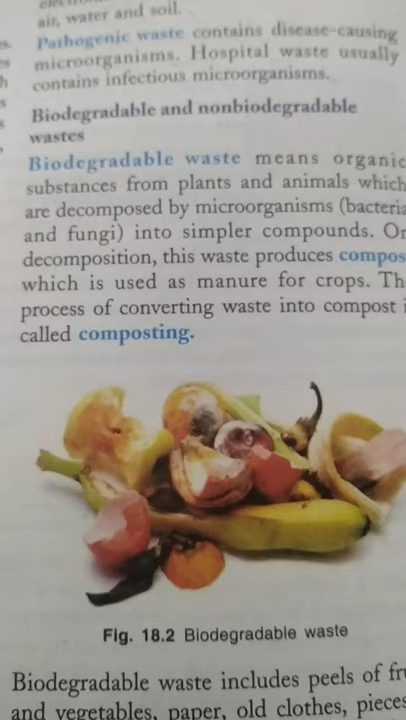 air, water and soil.
Pathogenic waste contains disease-causing
microorganisms. Hospital waste usually
contains infectious microorganisms.
Biodegradable and nonbiodegradable
wastes
Biodegradable waste means organic
substances from plants and animals which
are decomposed by microorganisms (bacteria
and fungi) into simpler compounds. On
decomposition, this waste produces compos
which is used as manure for crops. Th
process of converting waste into compost i
called composting.
Fig. 18.2 Biodegradable waste
Biodegradable waste includes peels of fru
and vegetables, paper, old clothes, pieces